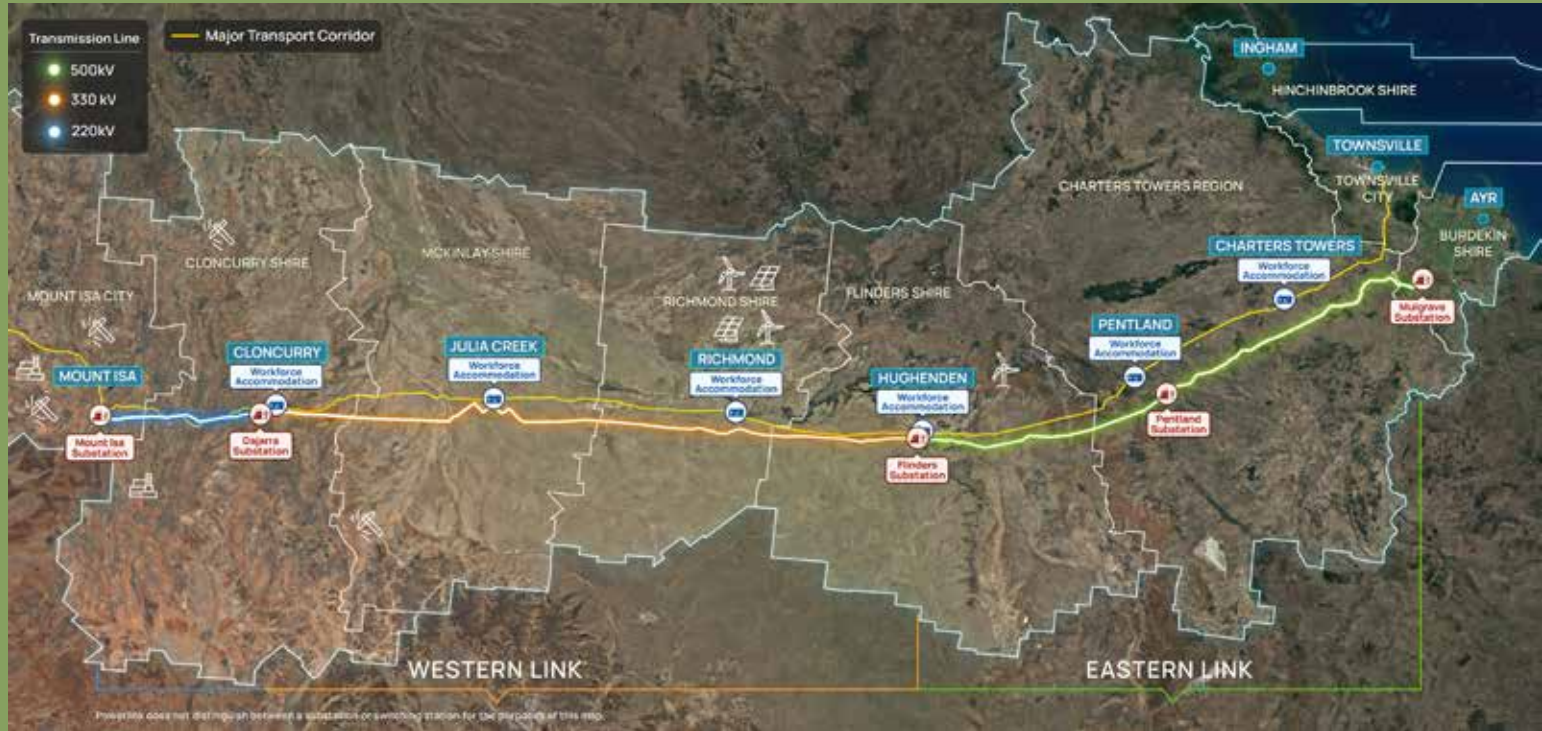 Transmission Line
500kV
330 kV
220kV
Major Transport Corridor
INGHAM
HINCHINBROOK SHIRE
TOWNSVILLE
TOWNSVILLE
CITY
AYR
BURDEKIN
SHIRE
CHARTERS TOWERS REGION
CHARTERS TOWERS
Workforce
Accommodation
Mulgrave
Substation
PENTLAND
Workforce
Accommodation
Pentland
Substation
FLINDERS SHIRE
HUGHENDEN
Workforce
Accommodation
Flinders
Substation
RICHMOND SHIRE
RICHMOND
Workforce
Accommodation
MCKINLAY SHIRE
JULIA CREEK
Workforce
Accommodation
CLONCURRY SHIRE
CLONCURRY
Workforce
Accommodation
Dajarra
Substation
MOUNT ISA CITY
MOUNT ISA
Mount Isa
Substation
WESTERN LINK
EASTERN LINK
Powerlink does not distinguish between a substation or switching station for the purposes of this map.